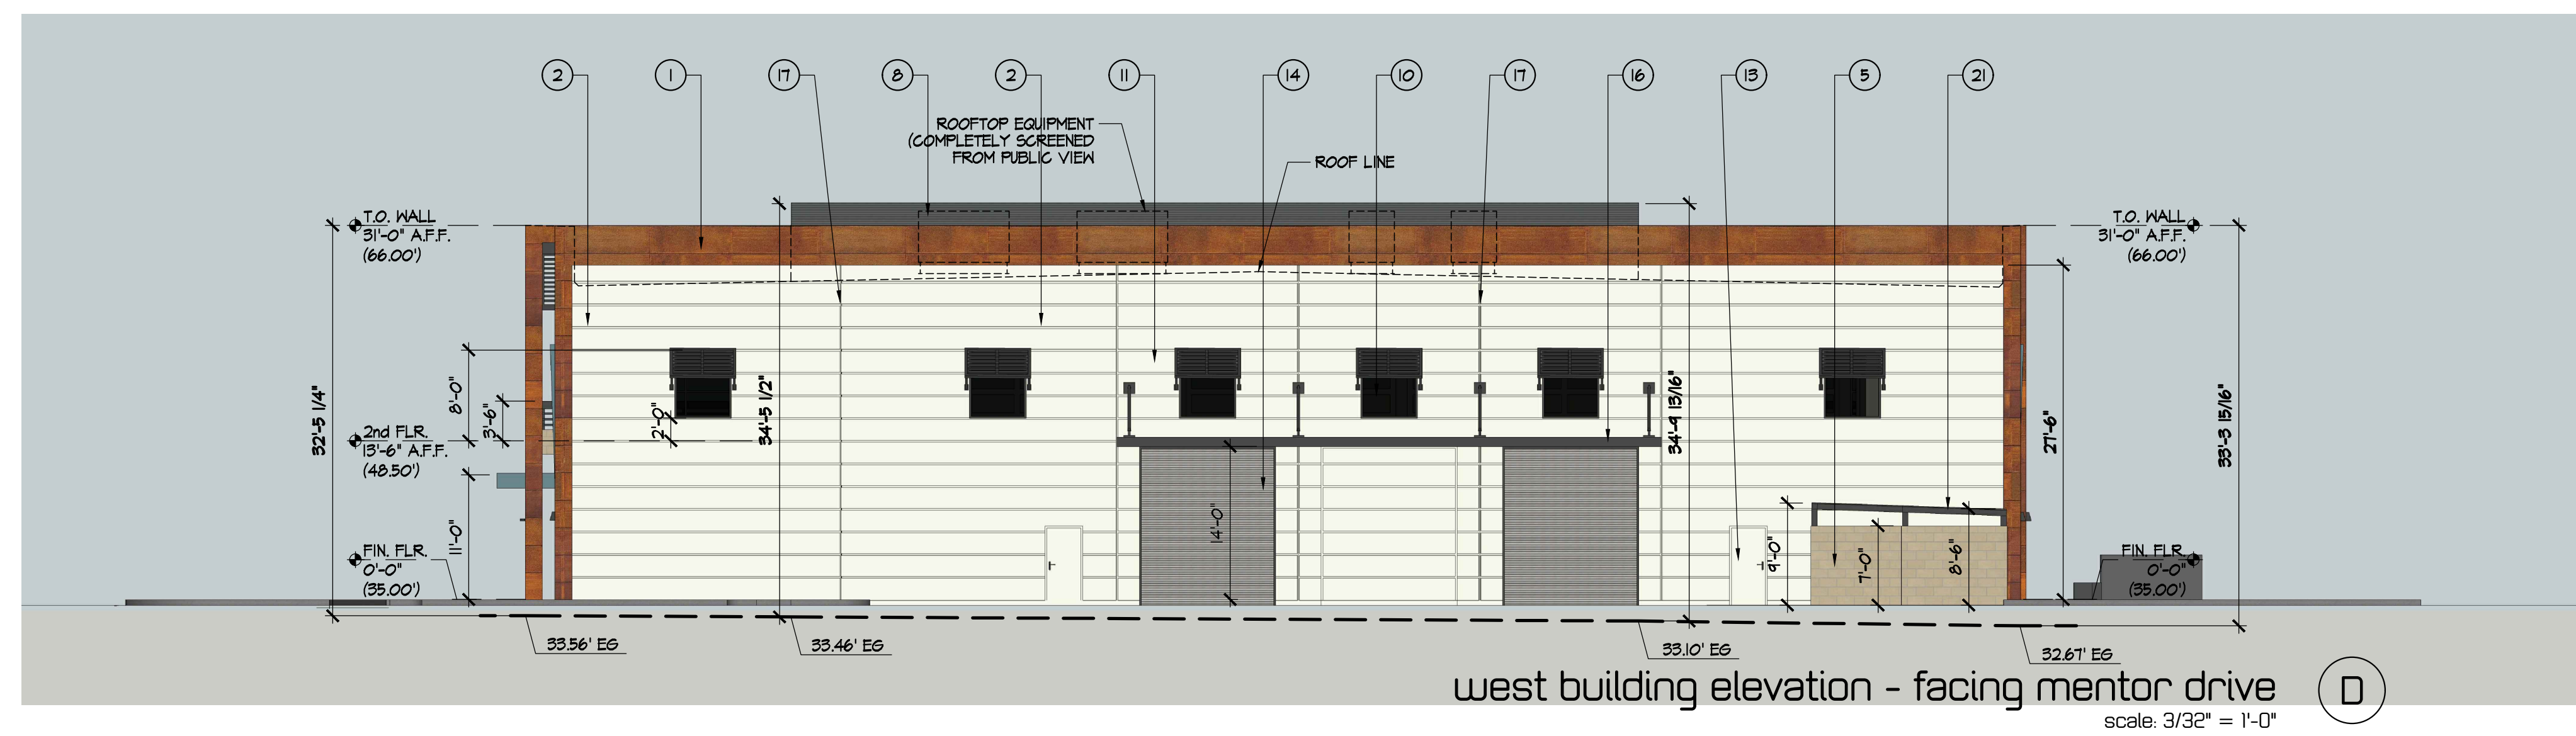 2
1
17
8
2
11
14
10
17
16
13
5
21
ROOFTOP EQUIPMENT
(COMPLETELY SCREENED
FROM PUBLIC VIEW
ROOF LINE
T.O. WALL
31'-0" A.F.F.
(66.00')
T.O. WALL
31'-0" A.F.F.
(66.00')
32'-5 1/4"
8'-0"
3'-6"
2'-0"
34'-5 1/2"
34'-9 13/16"
27'-6"
33'-3 15/16"
2nd FLR.
13'-6" A.F.F.
(48.50')
11'-0"
14'-0"
9'-0"
7'-0"
8'-6"
FIN. FLR.
0'-0"
(35.00')
FIN. FLR.
0'-0"
(35.00')
33.56' EG
33.46' EG
33.10' EG
32.67' EG
west building elevation - facing mentor drive
D
scale: 3/32" = 1'-0"